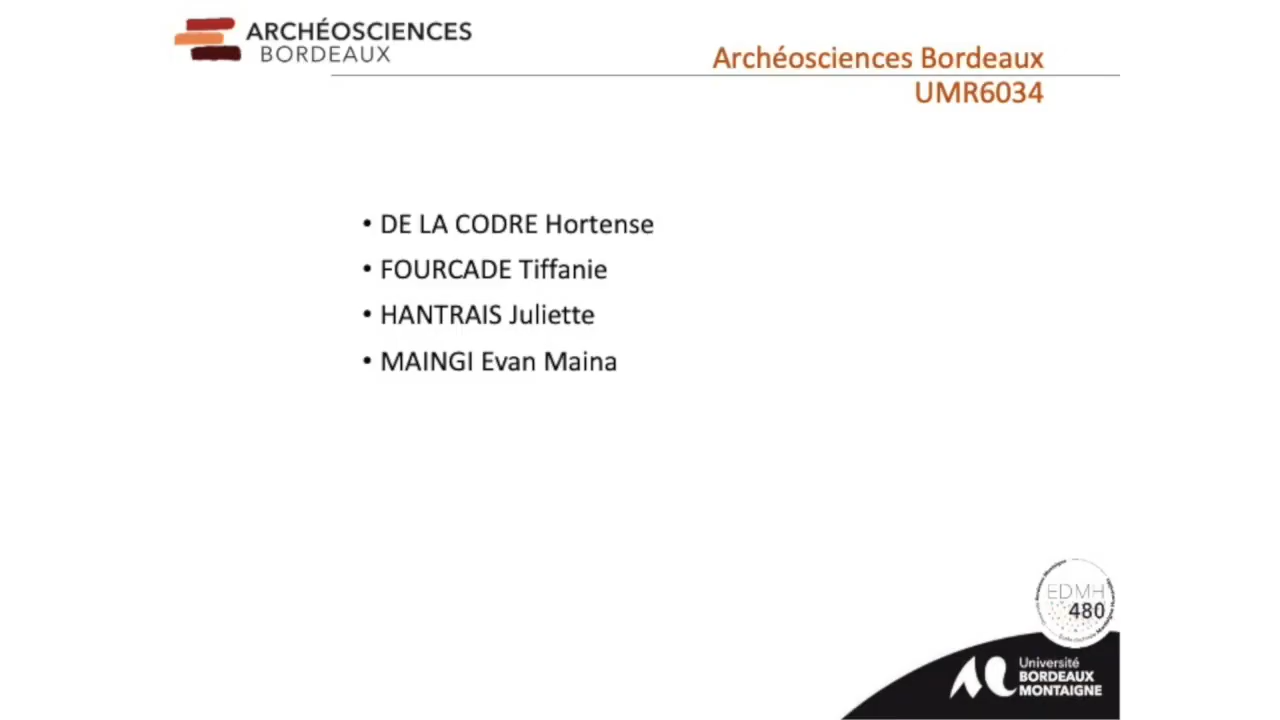 ARCHÉOSCIENCES
BORDEAUX
Archéosciences Bordeaux
UMR6034
• DE LA CODRE Hortense
• FOURCADE Tiffanie
• HANTRAIS Juliette
• MAINGI Evan Maina
EDMH
480
Université
BORDEAUX
MONTAIGNE